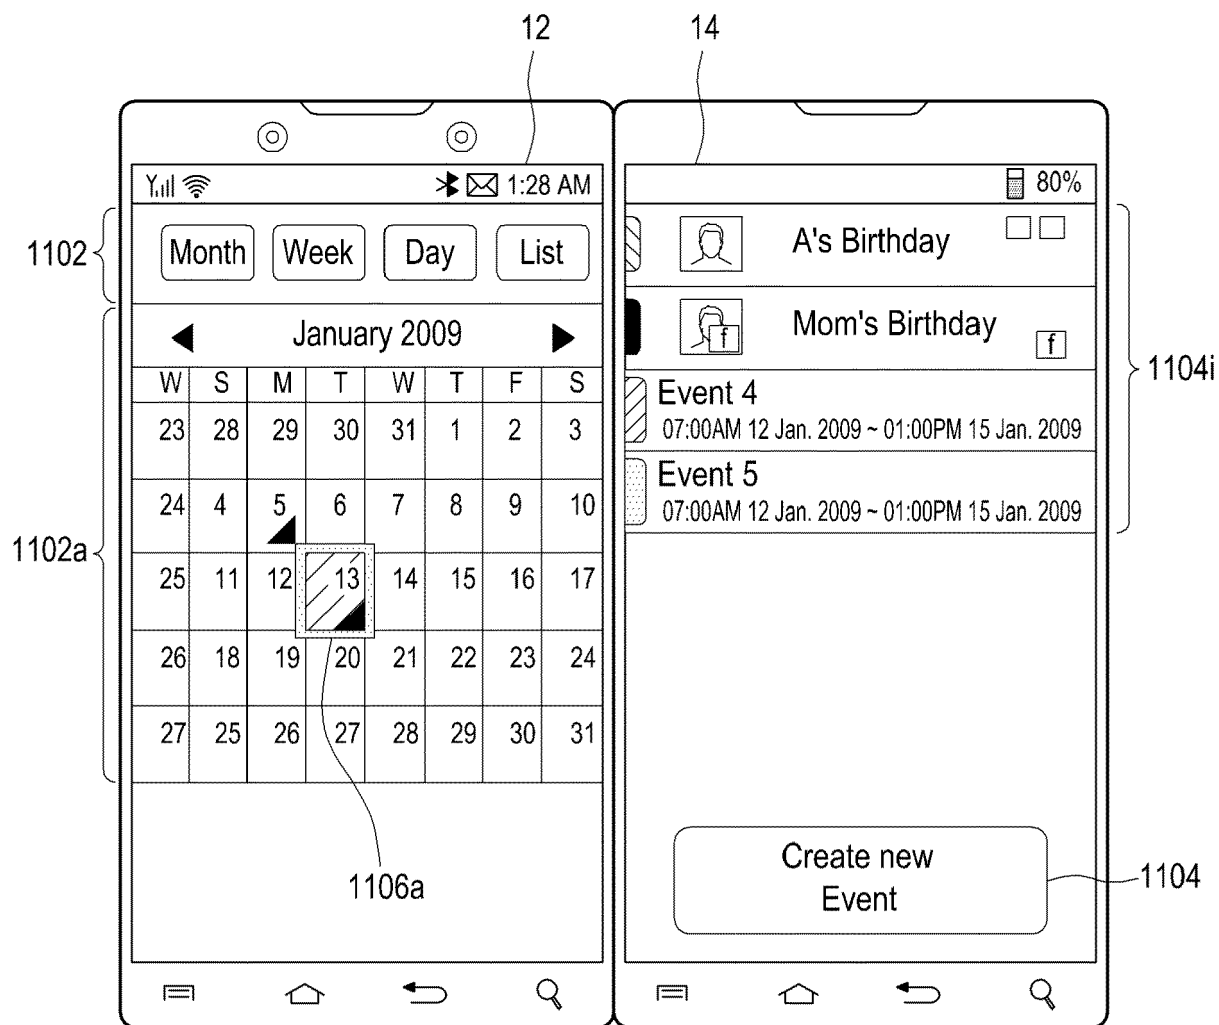 12
14
1:28 AM
80%
1102
Month Week Day List
1102a
January 2009
W S M T W T F S
23 28 29 30 31 1 2 3
24 4 5 6 7 8 9 10
25 11 12 13 14 15 16 17
26 18 19 20 21 22 23 24
27 25 26 27 28 29 30 31
1106a
A's Birthday
f
Mom's Birthday
f
1104i
Event 4
07:00AM 12 Jan. 2009 ~ 01:00PM 15 Jan. 2009
Event 5
07:00AM 12 Jan. 2009 ~ 01:00PM 15 Jan. 2009
Create new
Event
1104